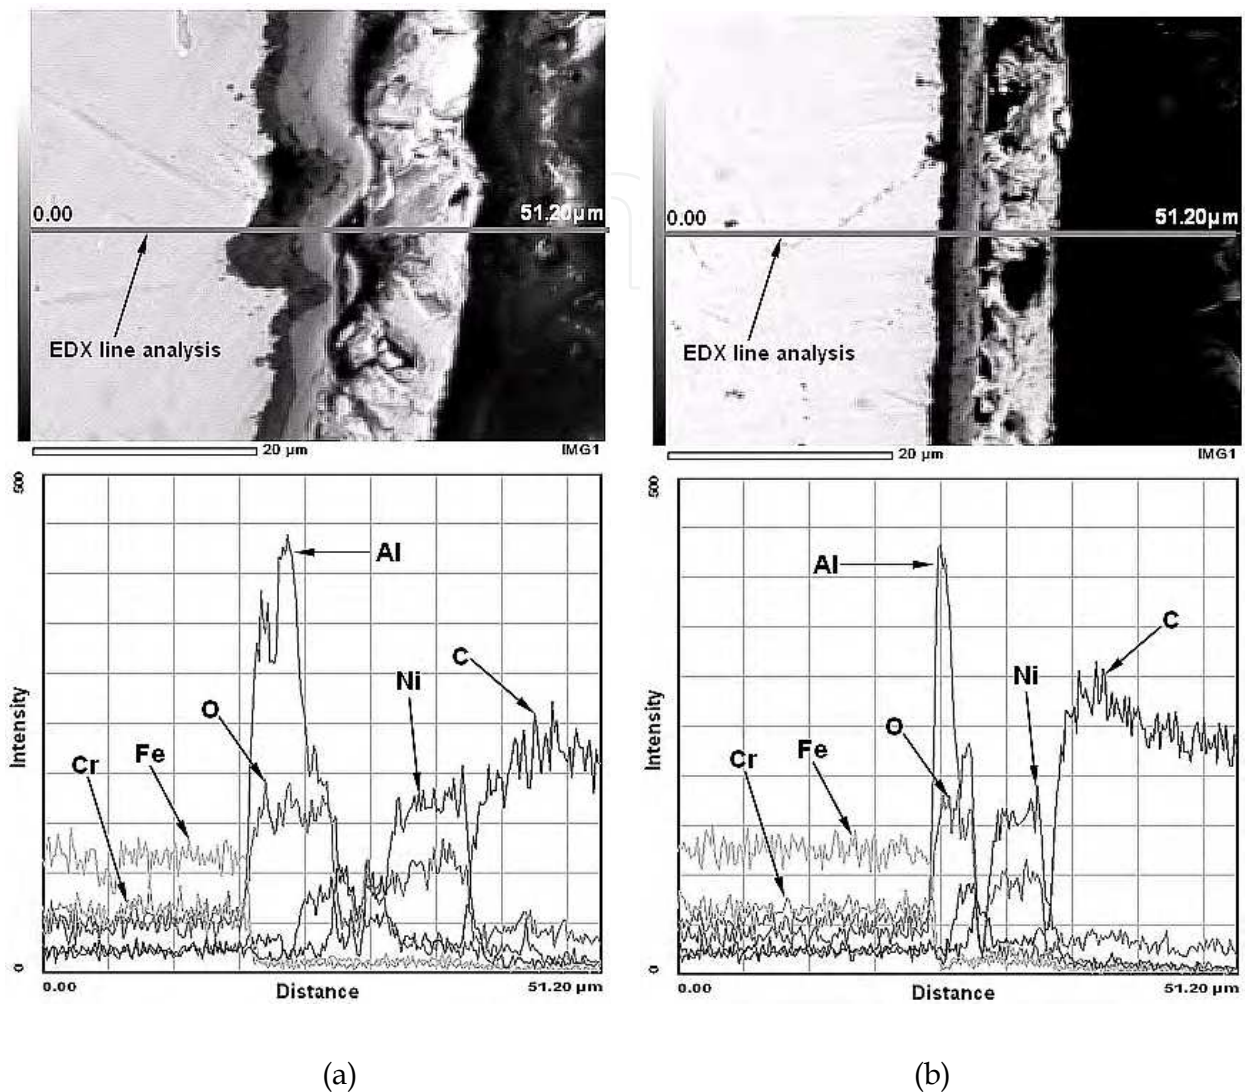 0.00
51.20µm
EDX line analysis
20 µm
IMG1
500
Al
C
Ni
O
Fe
Cr
Intensity
0
0.00
Distance
51.20 µm
(a)
0.00
51.20µm
EDX line analysis
20 µm
IMG1
500
Al
C
Ni
O
Fe
Cr
Intensity
0
0.00
Distance
51.20 µm
(b)